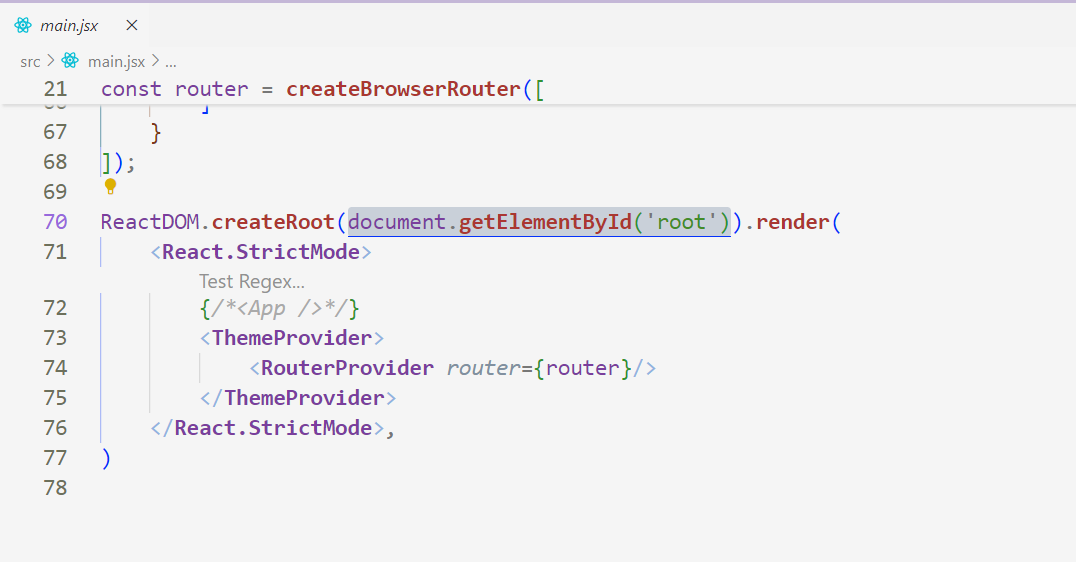 main.jsx ×
src > main.jsx > ...
21 const router = createBrowserRouter([
]
67 }
68 ]);
69
70 ReactDOM.createRoot(document.getElementById('root')).render(
71 <React.StrictMode>
Test Regex...
72 {/*<App />*/}
73 <ThemeProvider>
74 <RouterProvider router={router}/>
75 </ThemeProvider>
76 </React.StrictMode>,
77 )
78